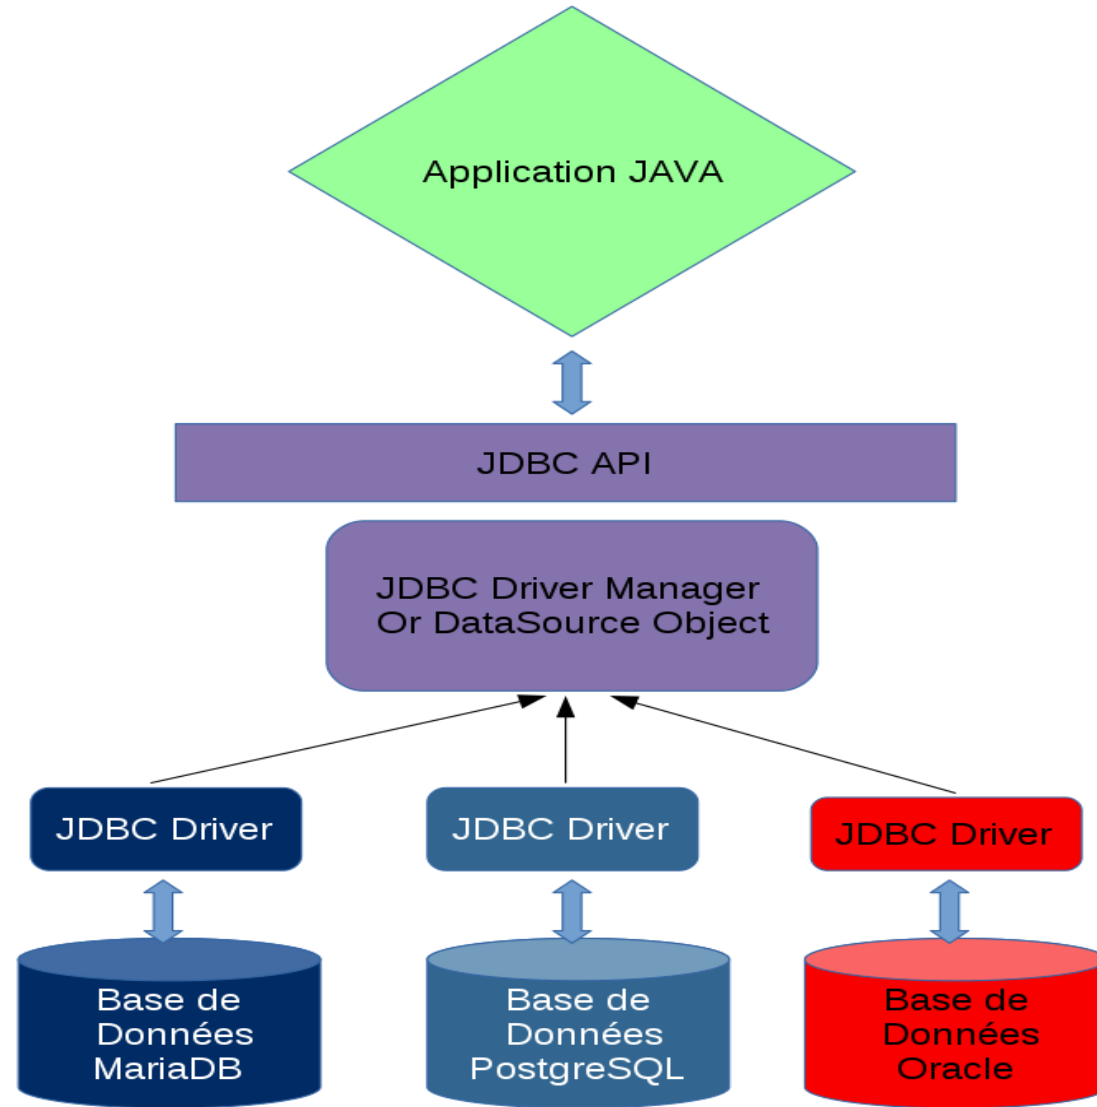 Application JAVA
JDBC API
JDBC Driver Manager
Or DataSource Object
JDBC Driver
JDBC Driver
JDBC Driver
Base de
Données
MariaDB
Base de
Données
PostgreSQL
Base de
Données
Oracle